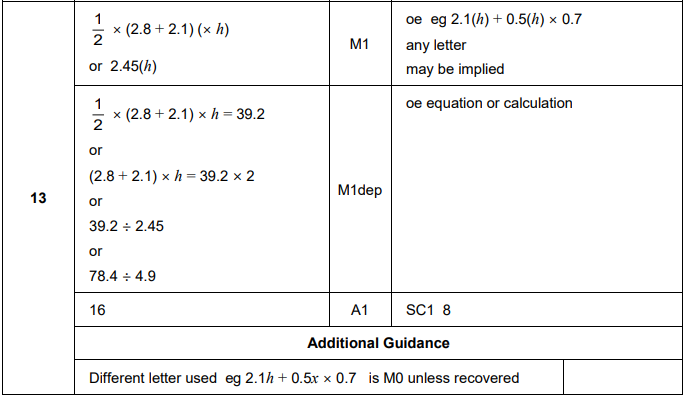 1/2 × (2.8 + 2.1) (× h)
or 2.45(h)
M1
oe eg 2.1(h) + 0.5(h) × 0.7
any letter
may be implied
13
1/2 × (2.8 + 2.1) × h = 39.2
or
(2.8 + 2.1) × h = 39.2 × 2
or
39.2 ÷ 2.45
or
78.4 ÷ 4.9
M1dep
oe equation or calculation
16
A1
SC1 8
Additional Guidance
Different letter used eg 2.1h + 0.5x × 0.7 is M0 unless recovered